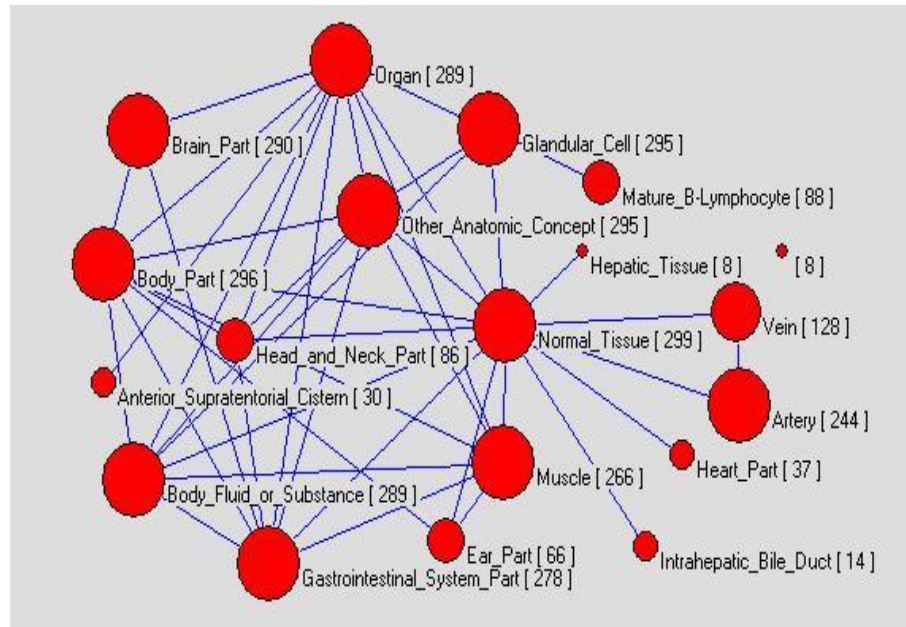 Organ [ 289 ]
Brain_Part [ 290 ]
Glandular_Cell [ 295 ]
Mature_B-Lymphocyte [ 88 ]
Other_Anatomic_Concept [ 295 ]
Hepatic_Tissue [ 8 ]
[ 8 ]
Body_Part [ 296 ]
Vein [ 128 ]
Normal_Tissue [ 299 ]
Head_and_Neck_Part [ 86 ]
Anterior_Supratentorial_Cistern [ 30 ]
Artery [ 244 ]
Heart_Part [ 37 ]
Muscle [ 266 ]
Body_Fluid_or_Substance [ 289 ]
Ear_Part [ 66 ]
Intrahepatic_Bile_Duct [ 14 ]
Gastrointestinal_System_Part [ 278 ]